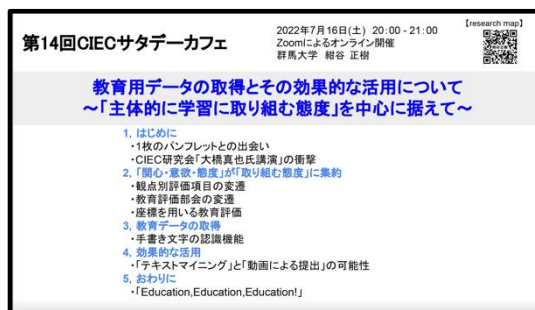 第14回CIECサタデーカフェ
2022年7月16日(土) 20:00 - 21:00
Zoomによるオンライン開催
群馬大学 紺谷 正樹
【research map】
教育用データの取得とその効果的な活用について
~「主体的に学習に取り組む態度」を中心に据えて~
1, はじめに
・1枚のパンフレットとの出会い
・CIEC研究会「大橋真也氏講演」の衝撃
2, 「関心・意欲・態度」が「取り組む態度」に集約
・観点別評価項目の変遷
・教育評価部会の変遷
・座標を用いる教育評価
3, 教育データの取得
・手書き文字の認識機能
4, 効果的な活用
・「テキストマイニング」と「動画による提出」の可能性
5, おわりに
・「Education,Education,Education!」